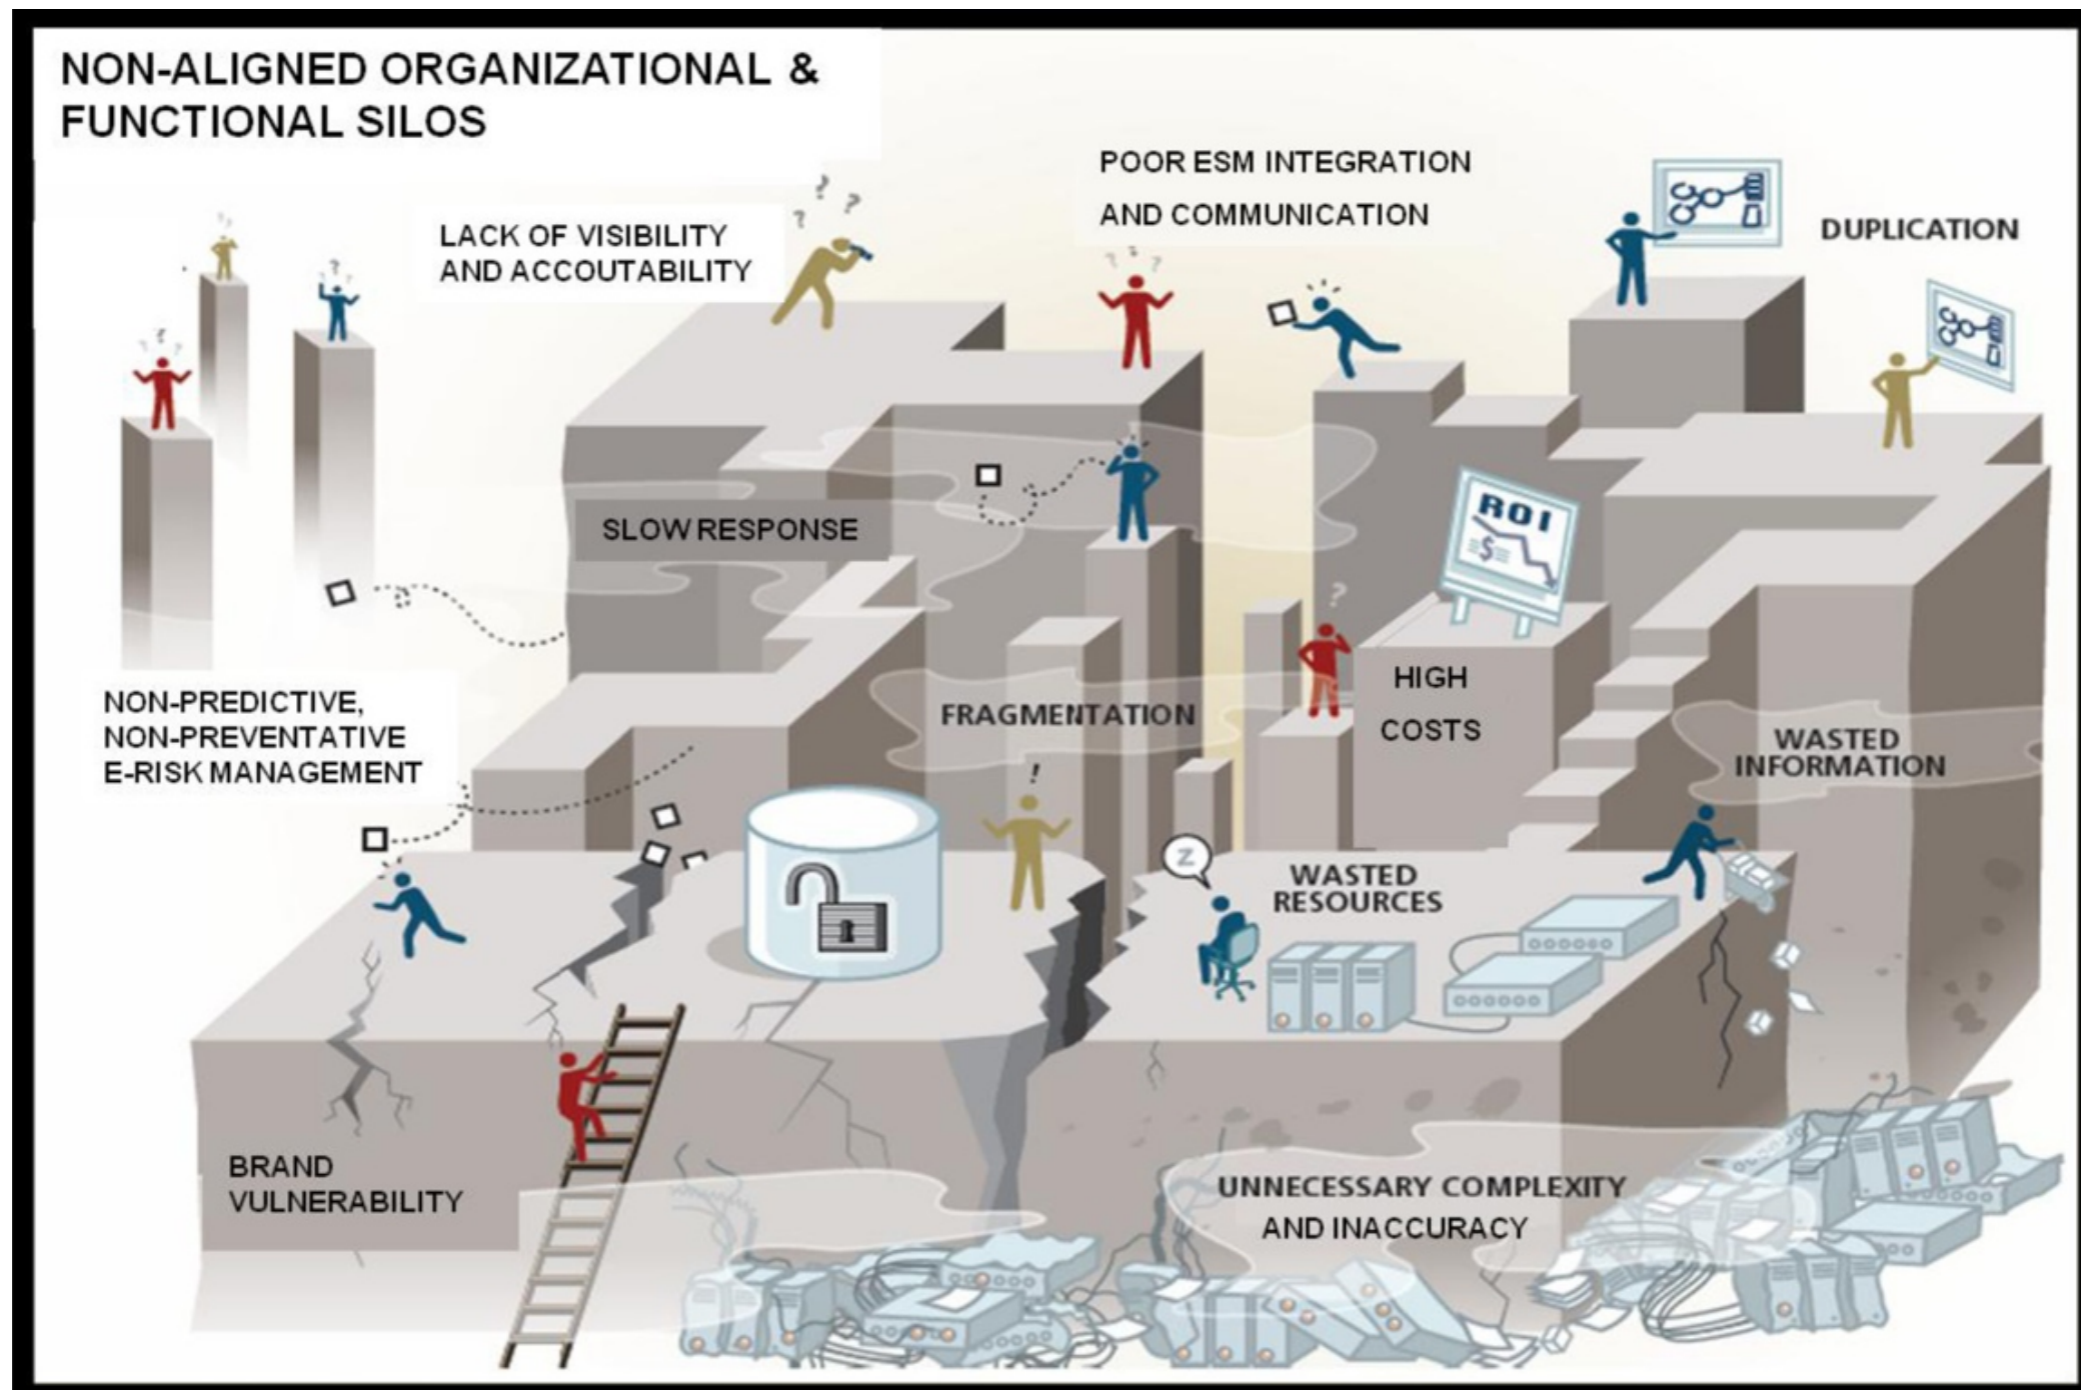 NON-ALIGNED ORGANIZATIONAL &
FUNCTIONAL SILOS
POOR ESM INTEGRATION
AND COMMUNICATION
DUPLICATION
LACK OF VISIBILITY
AND ACCOUTABILITY
? ? ?
? ? ?
? ? ?
ROI
$
SLOW RESPONSE
?
HIGH
COSTS
NON-PREDICTIVE,
NON-PREVENTATIVE
E-RISK MANAGEMENT
FRAGMENTATION
!
WASTED
INFORMATION
Z
WASTED
RESOURCES
BRAND
VULNERABILITY
UNNECESSARY COMPLEXITY
AND INACCURACY